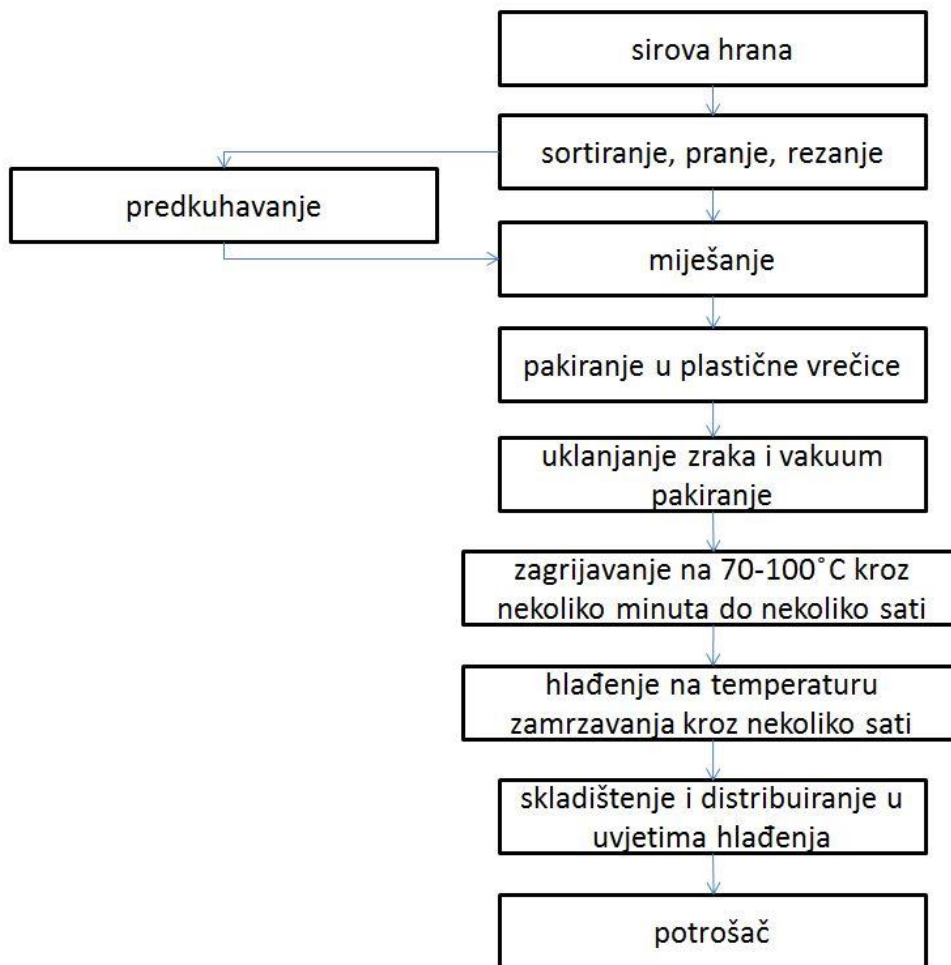 sirova hrana
sortiranje, pranje, rezanje
predkuhavanje
miješanje
pakiranje u plastične vrečice
uklanjanje zraka i vakuum
pakiranje
zagrijavanje na 70-100˚C kroz
nekoliko minuta do nekoliko sati
hlađenje na temperaturu
zamrzavanja kroz nekoliko sati
skladištenje i distribuiranje u
uvjetima hlađenja
potrošač